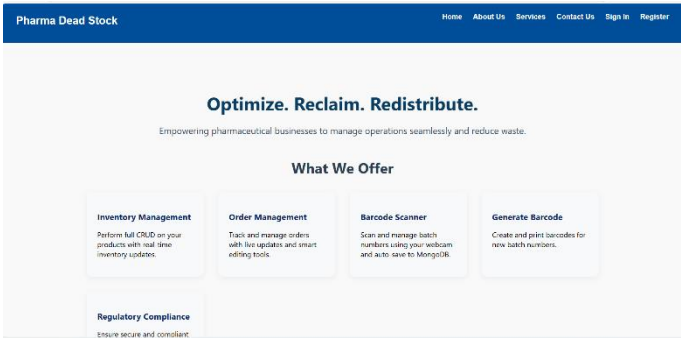 Pharma Dead Stock
Home About Us Services Contact Us Sign In Register
Optimize. Reclaim. Redistribute.
Empowering pharmaceutical businesses to manage operations seamlessly and reduce waste.
What We Offer
Inventory Management
Perform full CRUD on your
products with real-time
inventory updates.
Order Management
Track and manage orders
with live updates and smart
editing tools.
Barcode Scanner
Scan and manage batch
numbers using your webcam
and auto-save to MongoDB.
Generate Barcode
Create and print barcodes for
new batch numbers.
Regulatory Compliance
Ensure secure and compliant